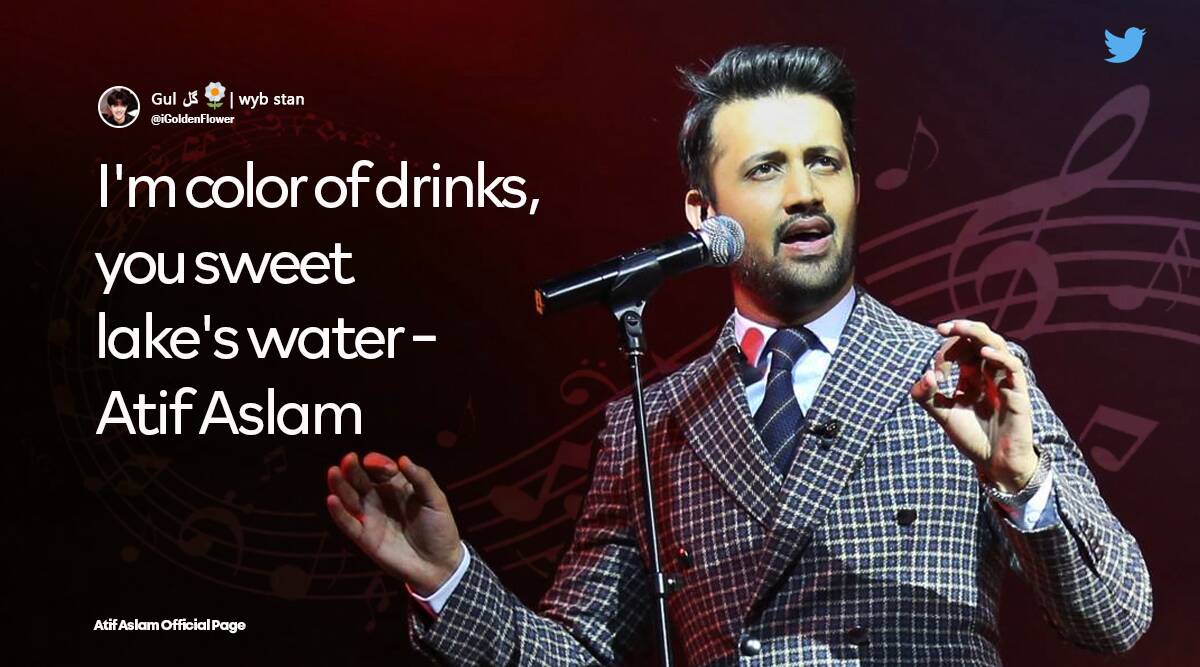 Gul گل 🌼 | wyb stan
@iGoldenFlower
I'm color of drinks,
you sweet
lake's water –
Atif Aslam
Atif Aslam Official Page